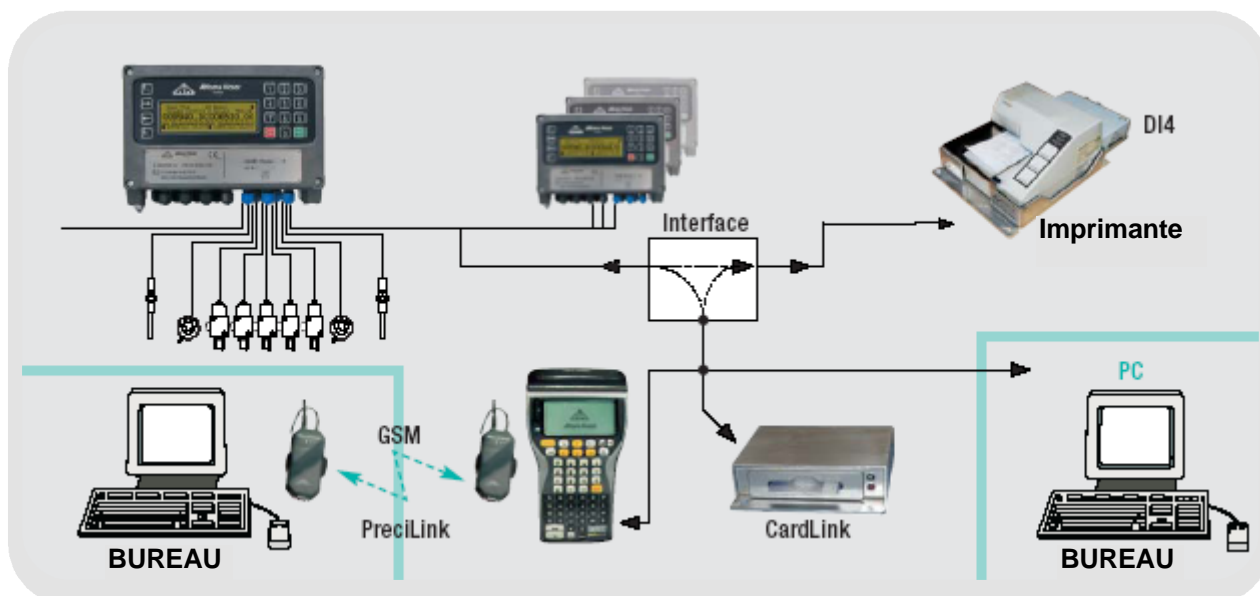 Interface
DI4
Imprimante
GSM
PreciLink
CardLink
PC
BUREAU
BUREAU